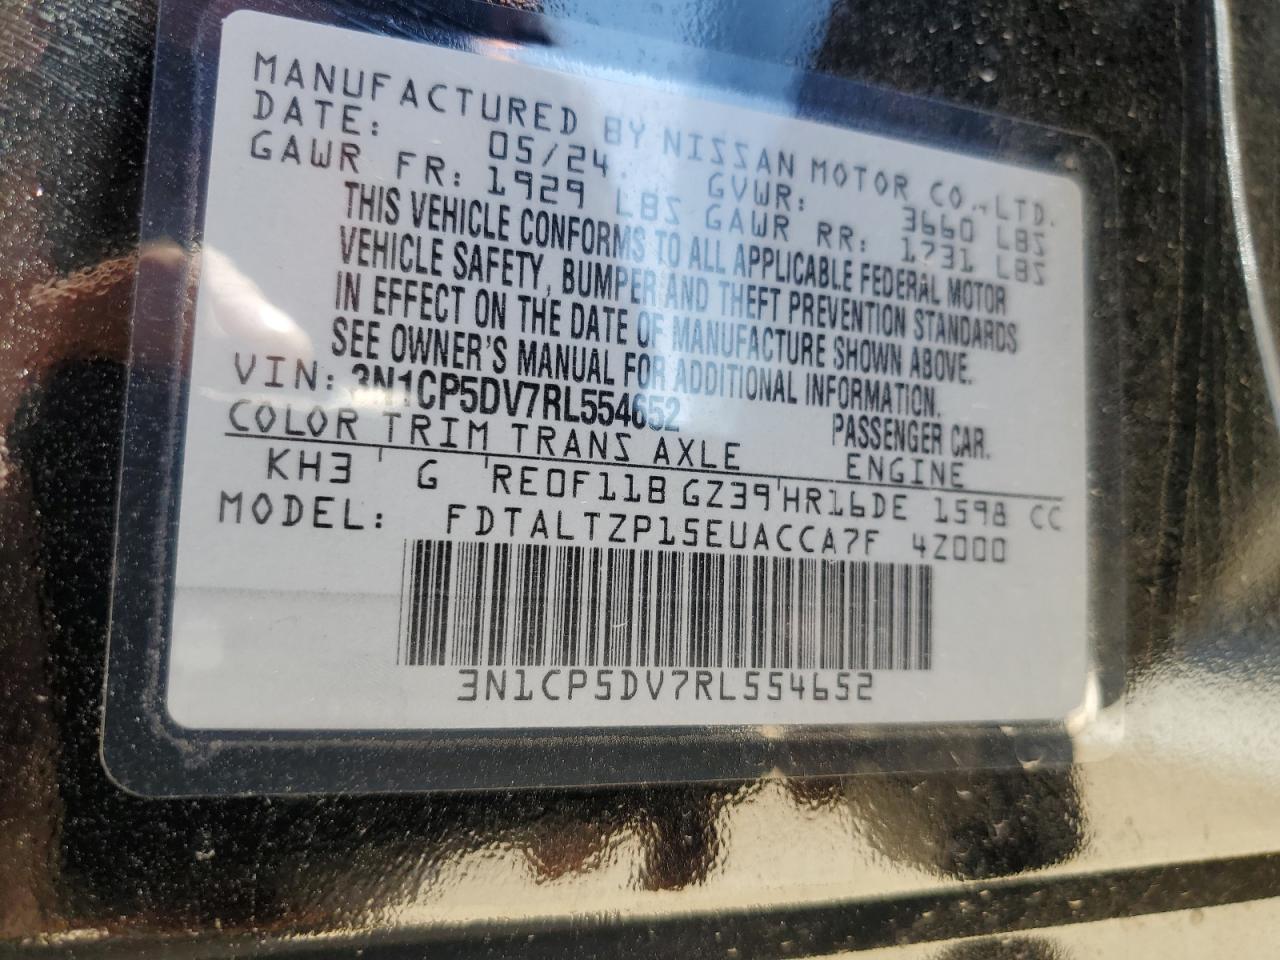 MANUFACTURED BY NISSAN MOTOR CO.,LTD.
DATE: 05/24 GVWR: 3660 LBS
GAWR FR: 1929 LBS GAWR RR: 1731 LBS
THIS VEHICLE CONFORMS TO ALL APPLICABLE FEDERAL MOTOR
VEHICLE SAFETY, BUMPER AND THEFT PREVENTION STANDARDS
IN EFFECT ON THE DATE OF MANUFACTURE SHOWN ABOVE.
SEE OWNER'S MANUAL FOR ADDITIONAL INFORMATION.
VIN: 3N1CP5DV7RL554652 PASSENGER CAR.
COLOR TRIM TRANS AXLE ENGINE
KH3 G RE0F11B GZ39 HR16DE 1598 CC
MODEL: FDTALTZP15EUACCA7F 4Z000
3N1CP5DV7RL554652